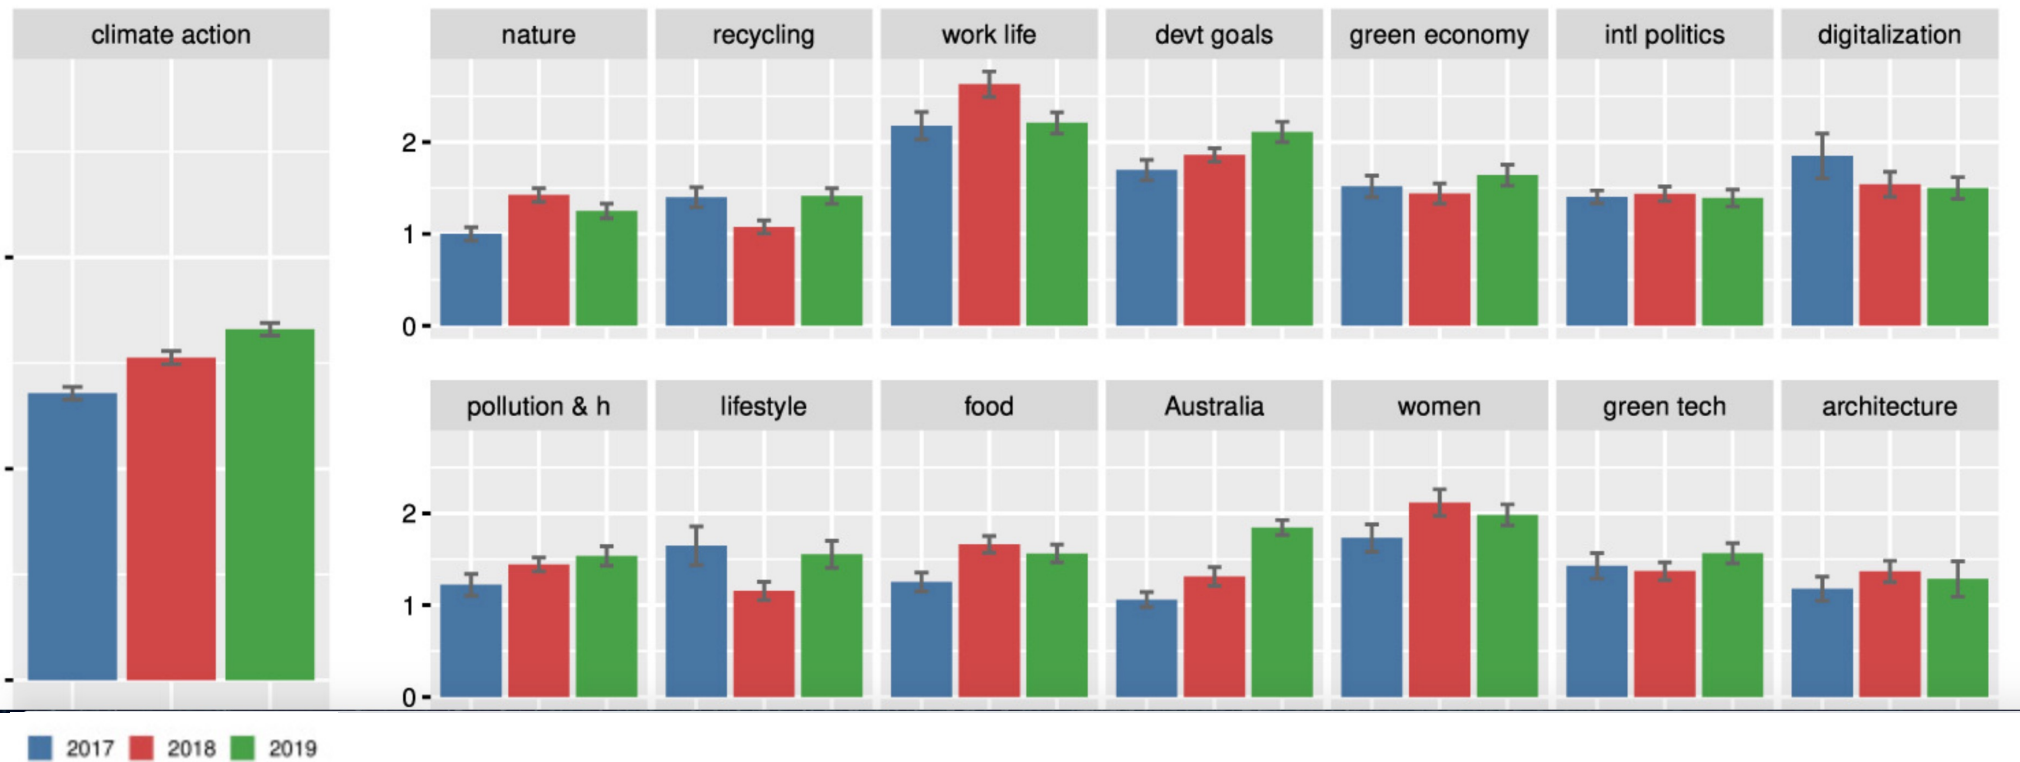 climate action
nature recycling work life devt goals green economy intl politics digitalization
2
1
0
pollution & h lifestyle food Australia women green tech architecture
2
1
0
2017 2018 2019